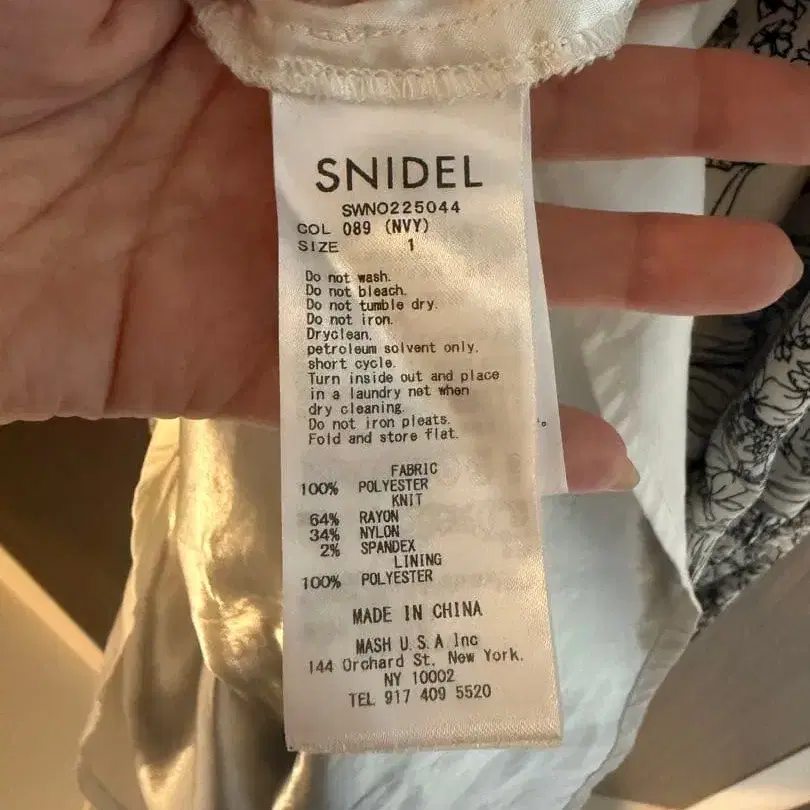 SNIDEL
SWNO225044
COL 089 (NVY)
SIZE 1
Do not wash.
Do not bleach.
Do not tumble dry.
Do not iron.
Dryclean,
petroleum solvent only,
short cycle.
Turn inside out and place
in a laundry net when
dry cleaning.
Do not iron pleats.
Fold and store flat.
FABRIC
100% POLYESTER
KNIT
64% RAYON
34% NYLON
2% SPANDEX
LINING
100% POLYESTER
MADE IN CHINA
MASH U.S.A Inc
144 Orchard St, New York.
NY 10002
TEL 917 409 5520